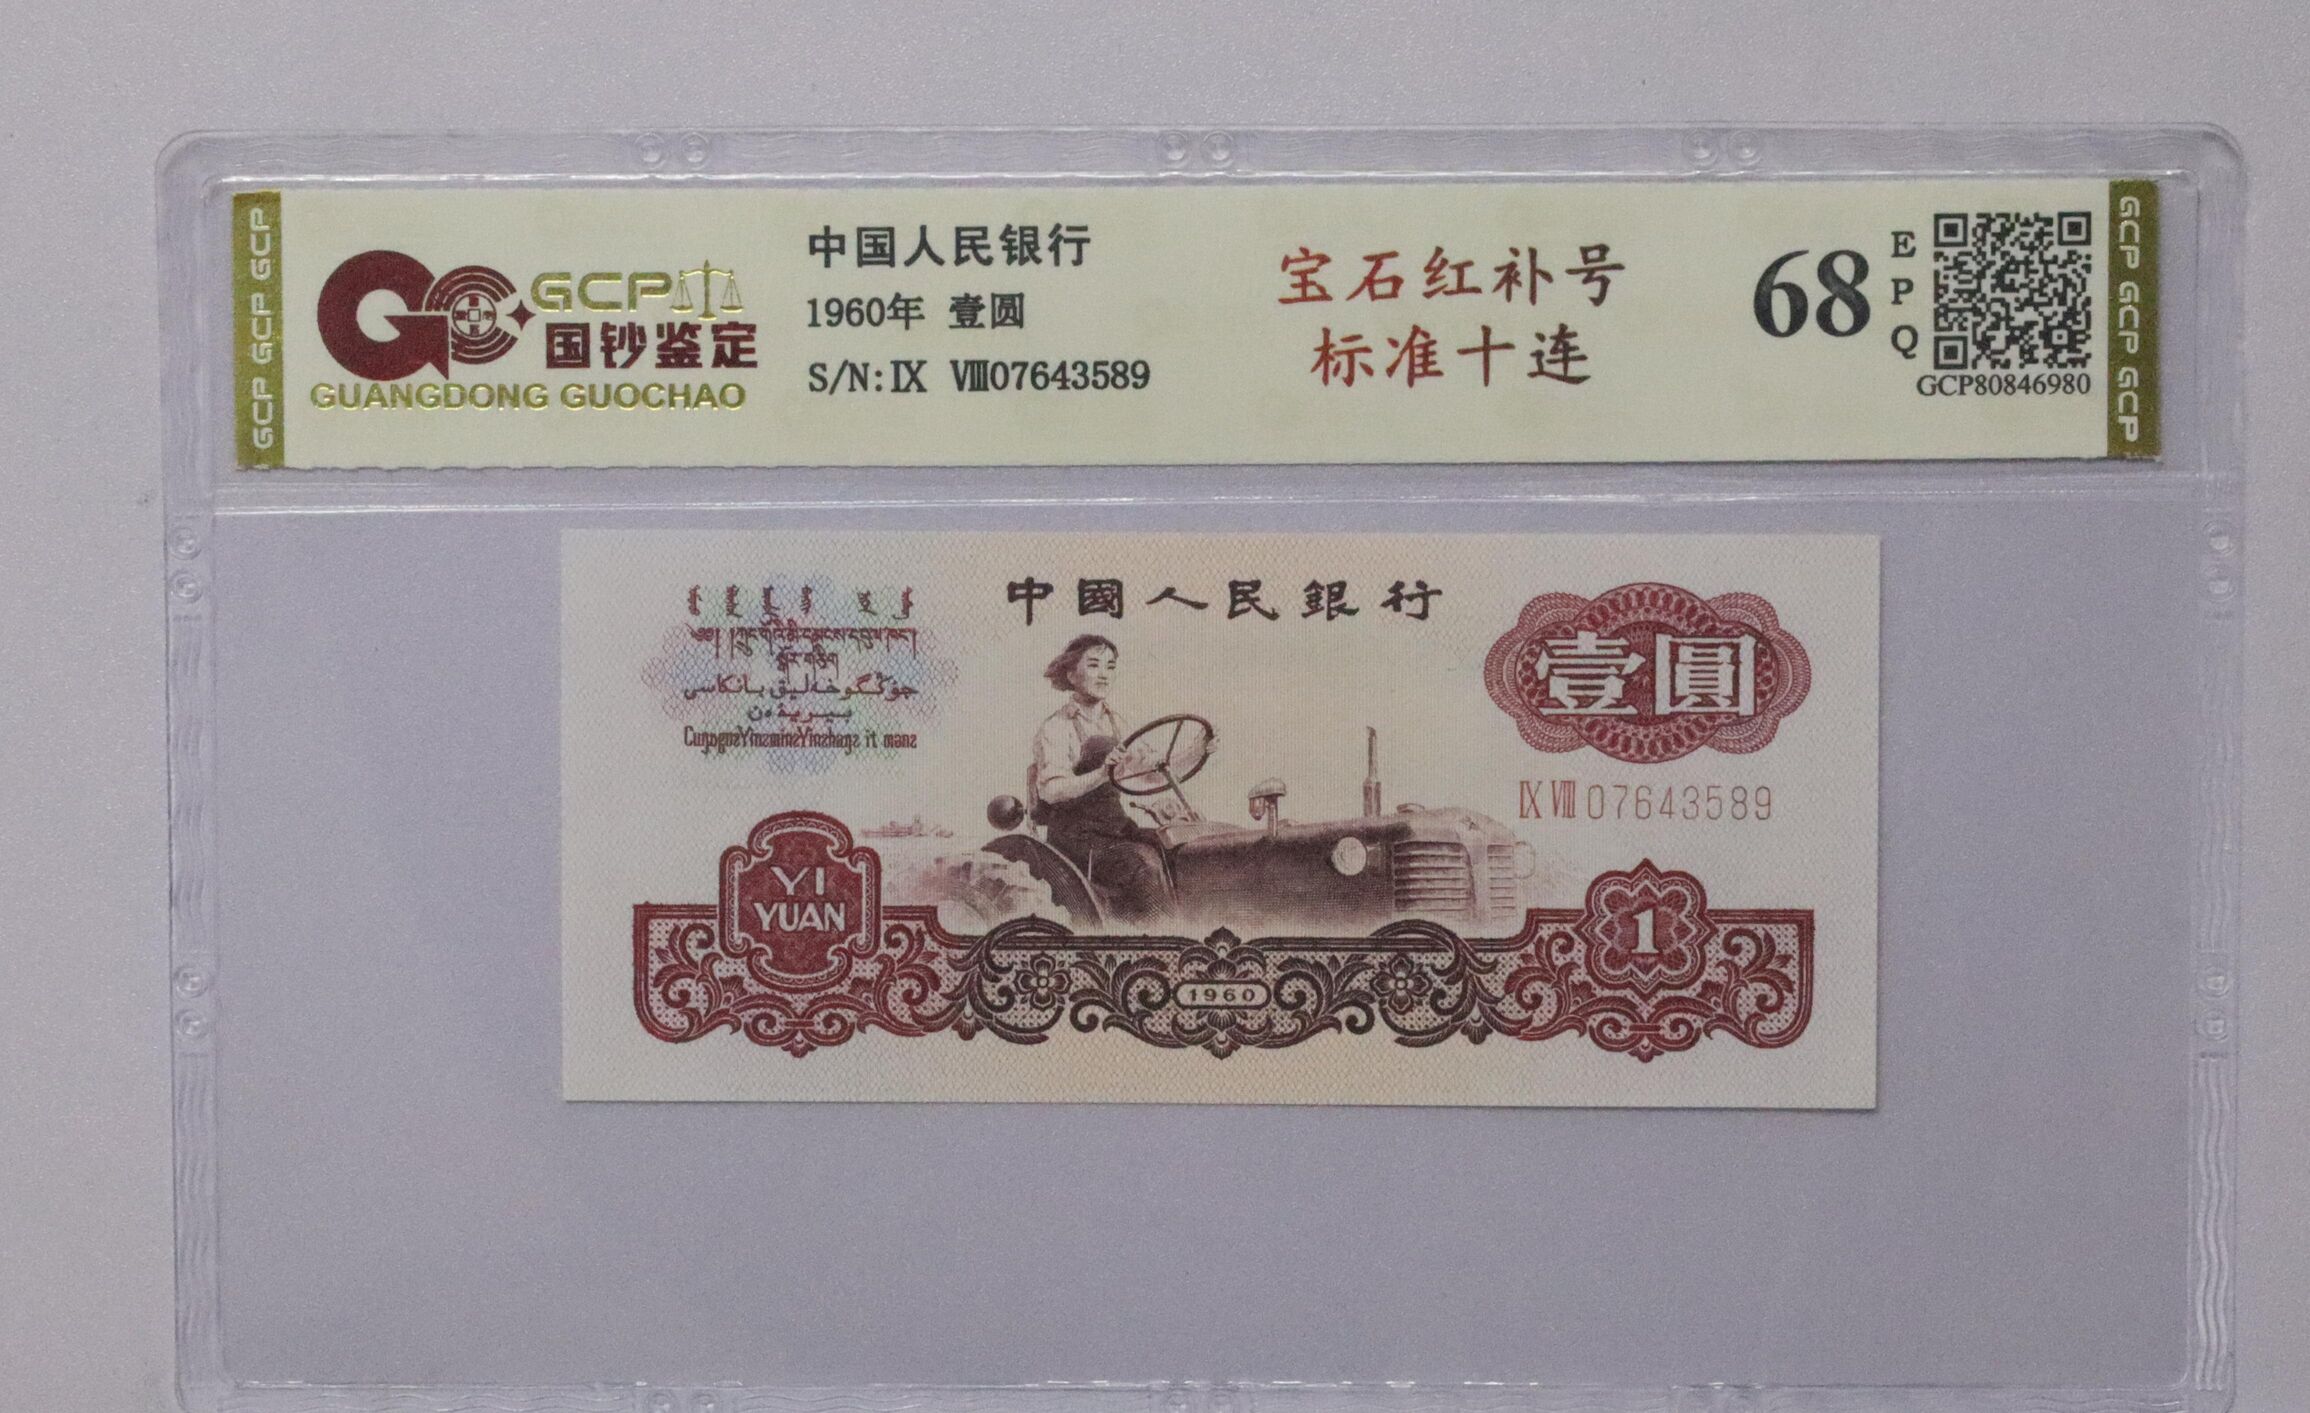 GCP GCP GCP
GCP
国钞鉴定
GUANGDONG GUOCHAO
中国人民银行
1960年 壹圆
S/N: Ⅸ Ⅷ07643589
宝石红补号
标准十连
68
EPQ
GCP80846980
GCP GCP GCP
中國人民銀行
壹圓
Ⅸ Ⅷ 07643589
YI
YUAN
1960
1